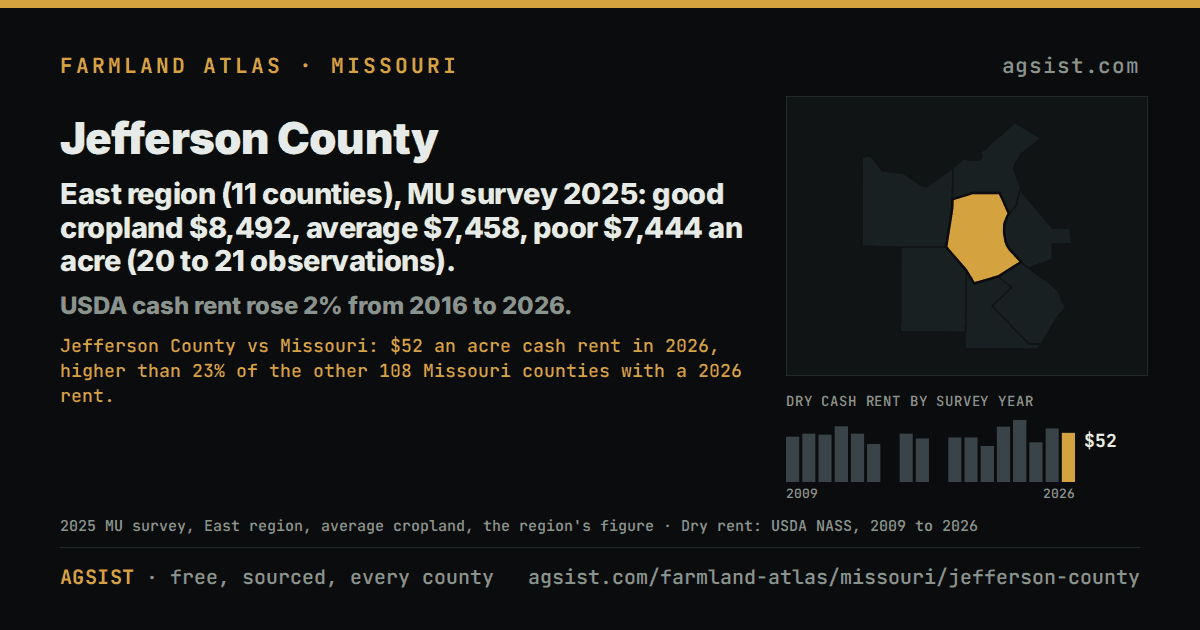 FARMLAND ATLAS · MISSOURI
agsist.com
Jefferson County
East region (11 counties), MU survey 2025: good
cropland $8,492, average $7,458, poor $7,444 an
acre (20 to 21 observations).
USDA cash rent rose 2% from 2016 to 2026.
Jefferson County vs Missouri: $52 an acre cash rent in 2026,
higher than 23% of the other 108 Missouri counties with a 2026
rent.
DRY CASH RENT BY SURVEY YEAR
$52
2009
2026
2025 MU survey, East region, average cropland, the region's figure · Dry rent: USDA NASS, 2009 to 2026
AGSIST · free, sourced, every county
agsist.com/farmland-atlas/missouri/jefferson-county